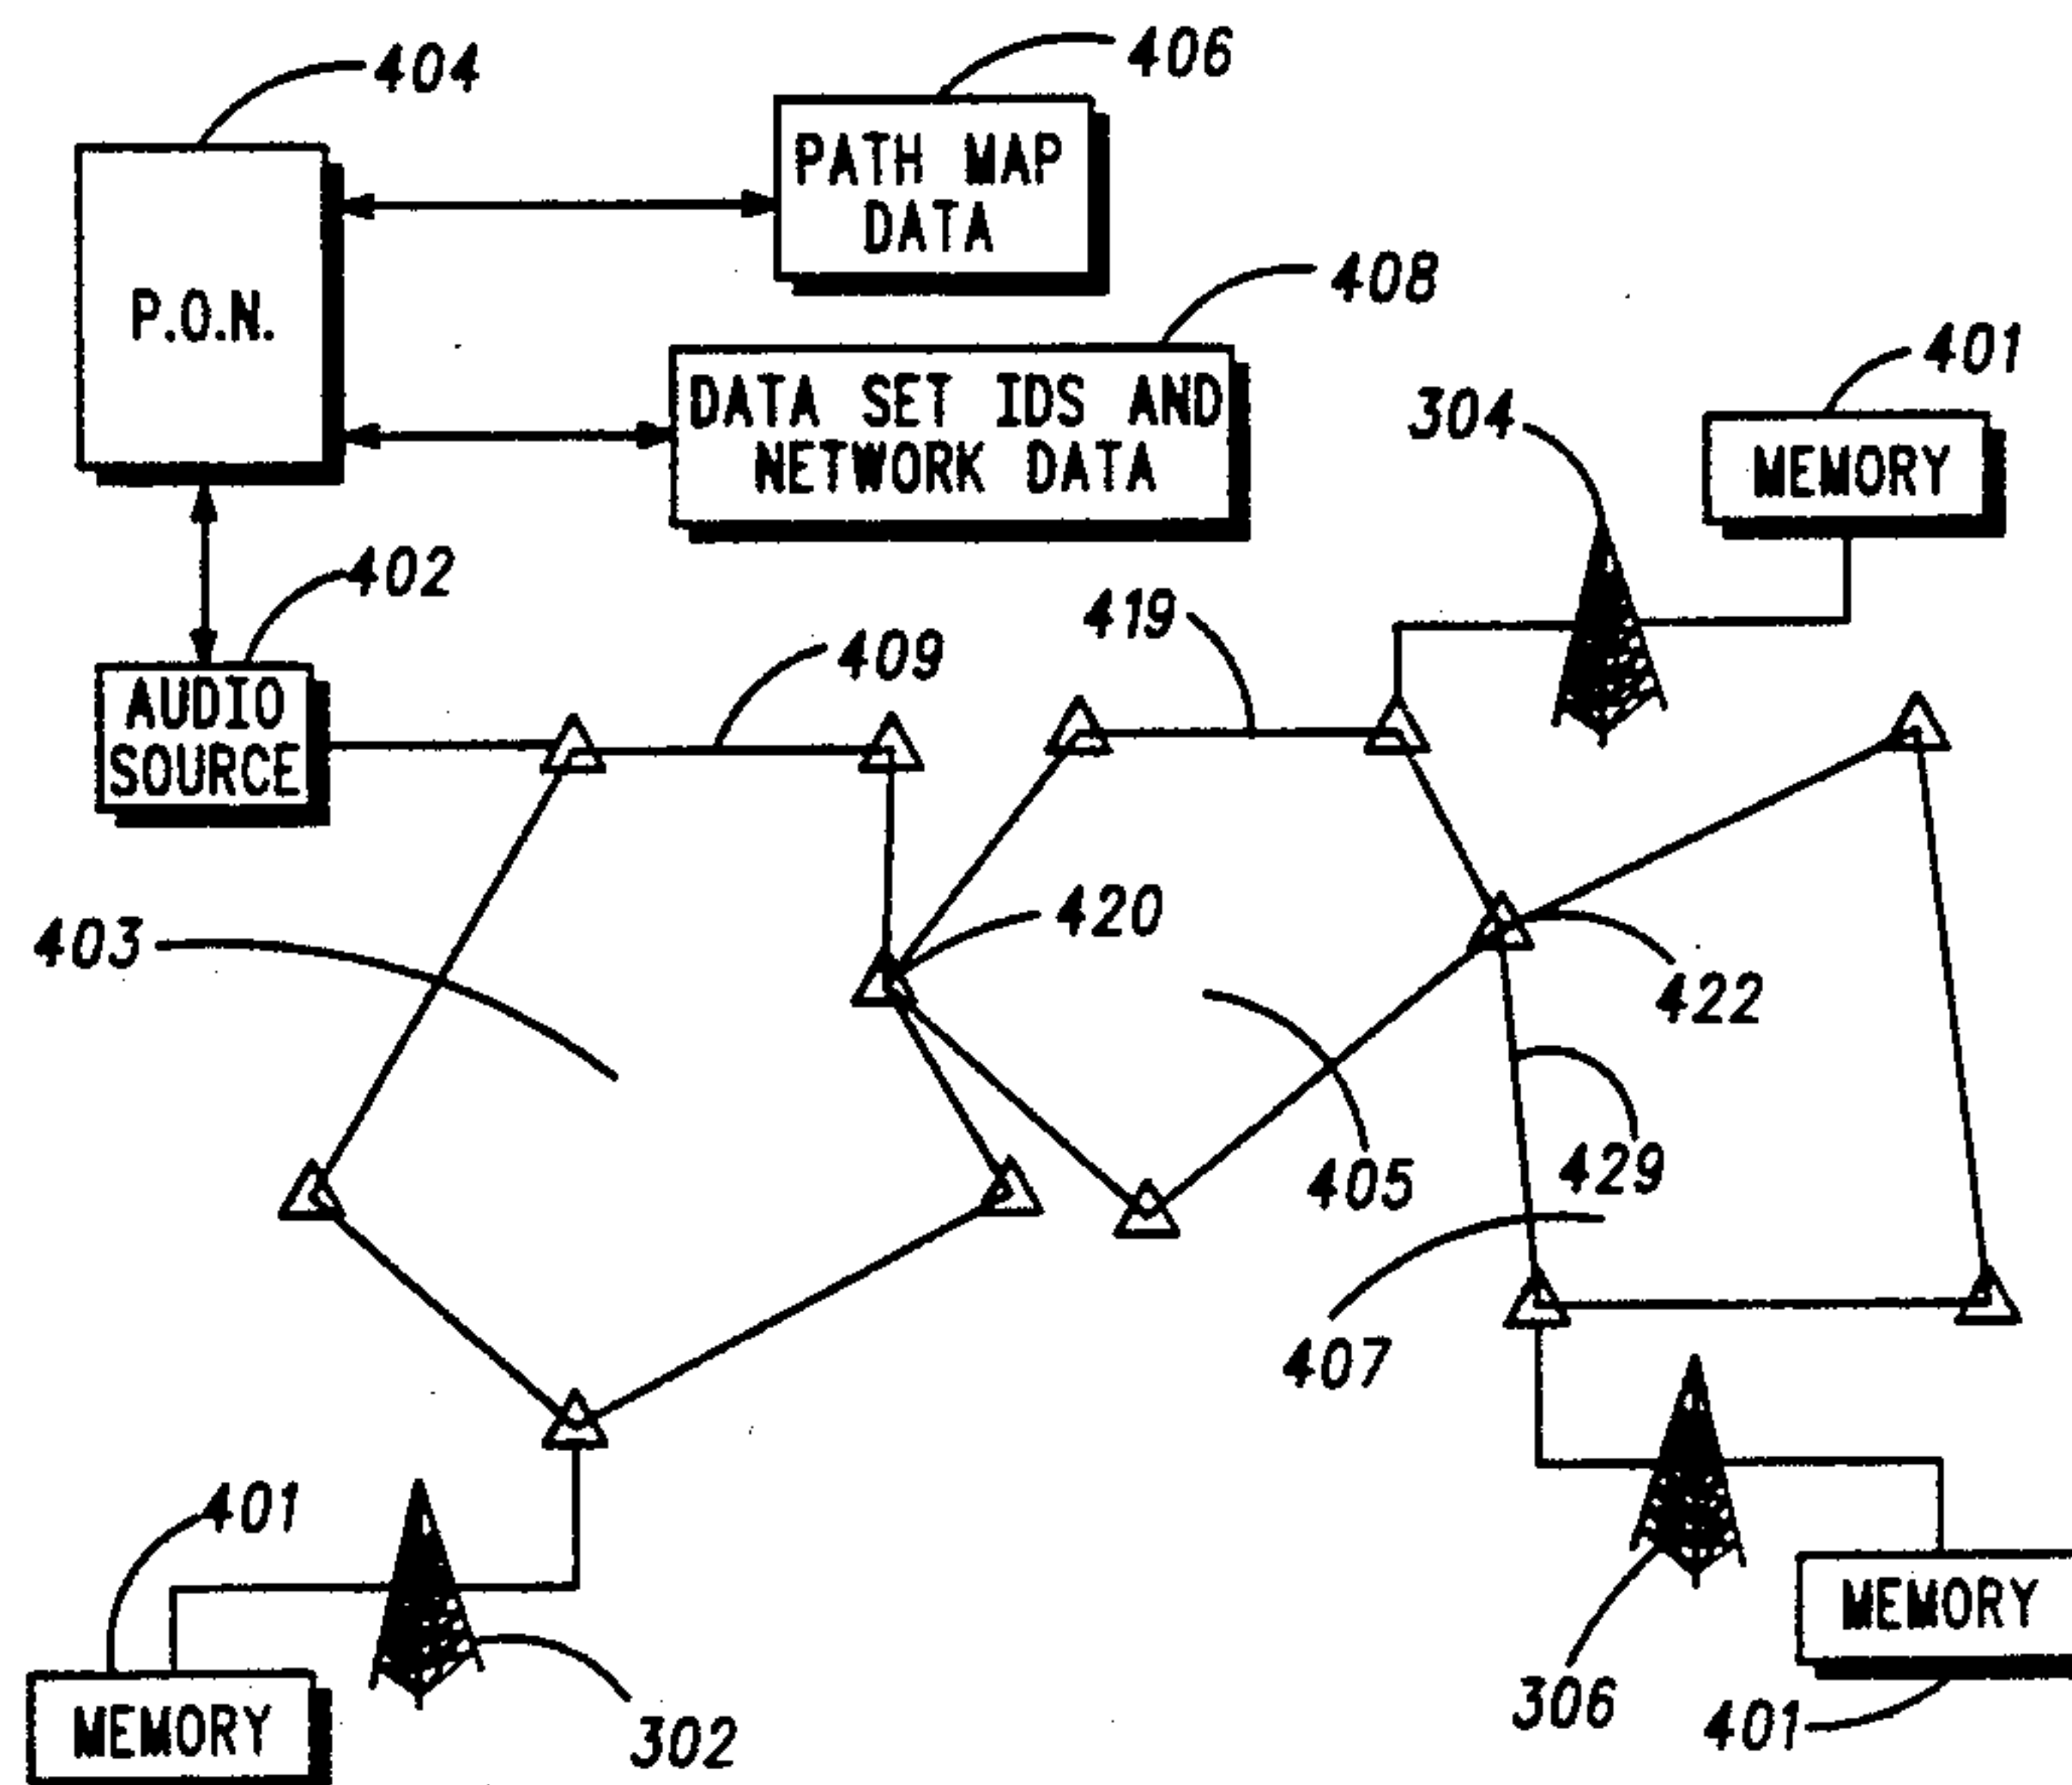 404
406
PATH MAP
DATA
P.O.N.
408
401
304
DATA SET IDS AND
NETWORK DATA
MEMORY
402
419
409
AUDIO
SOURCE
420
403
422
405
429
407
401
MEMORY
306
401
MEMORY
302